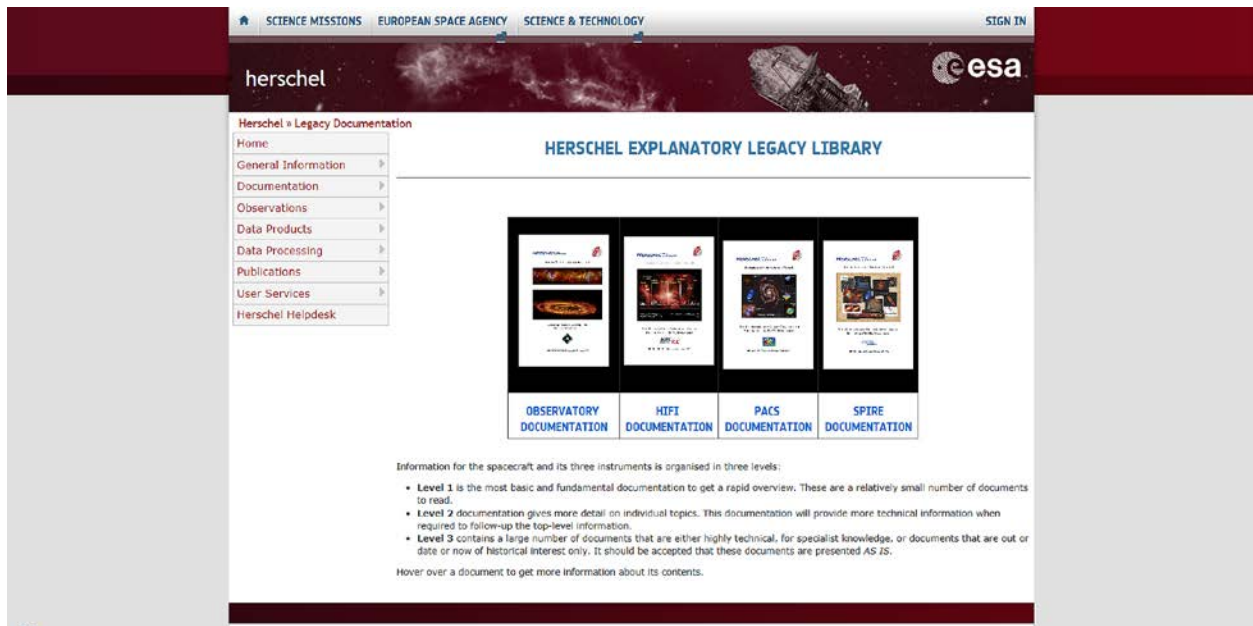 SCIENCE MISSIONS EUROPEAN SPACE AGENCY SCIENCE & TECHNOLOGY SIGN IN
herschel
esa
Herschel » Legacy Documentation
Home
General Information
Documentation
Observations
Data Products
Data Processing
Publications
User Services
Herschel Helpdesk
HERSCHEL EXPLANATORY LEGACY LIBRARY
OBSERVATORY DOCUMENTATION
HIFI DOCUMENTATION
PACS DOCUMENTATION
SPIRE DOCUMENTATION
Information for the spacecraft and its three instruments is organised in three levels:
• Level 1 is the most basic and fundamental documentation to get a rapid overview. These are a relatively small number of documents
to read.
• Level 2 documentation gives more detail on individual topics. This documentation will provide more technical information when
required to follow-up the top-level information.
• Level 3 contains a large number of documents that are either highly technical, for specialist knowledge, or documents that are out or
date or now of historical interest only. It should be accepted that these documents are presented AS IS.
Hover over a document to get more information about its contents.